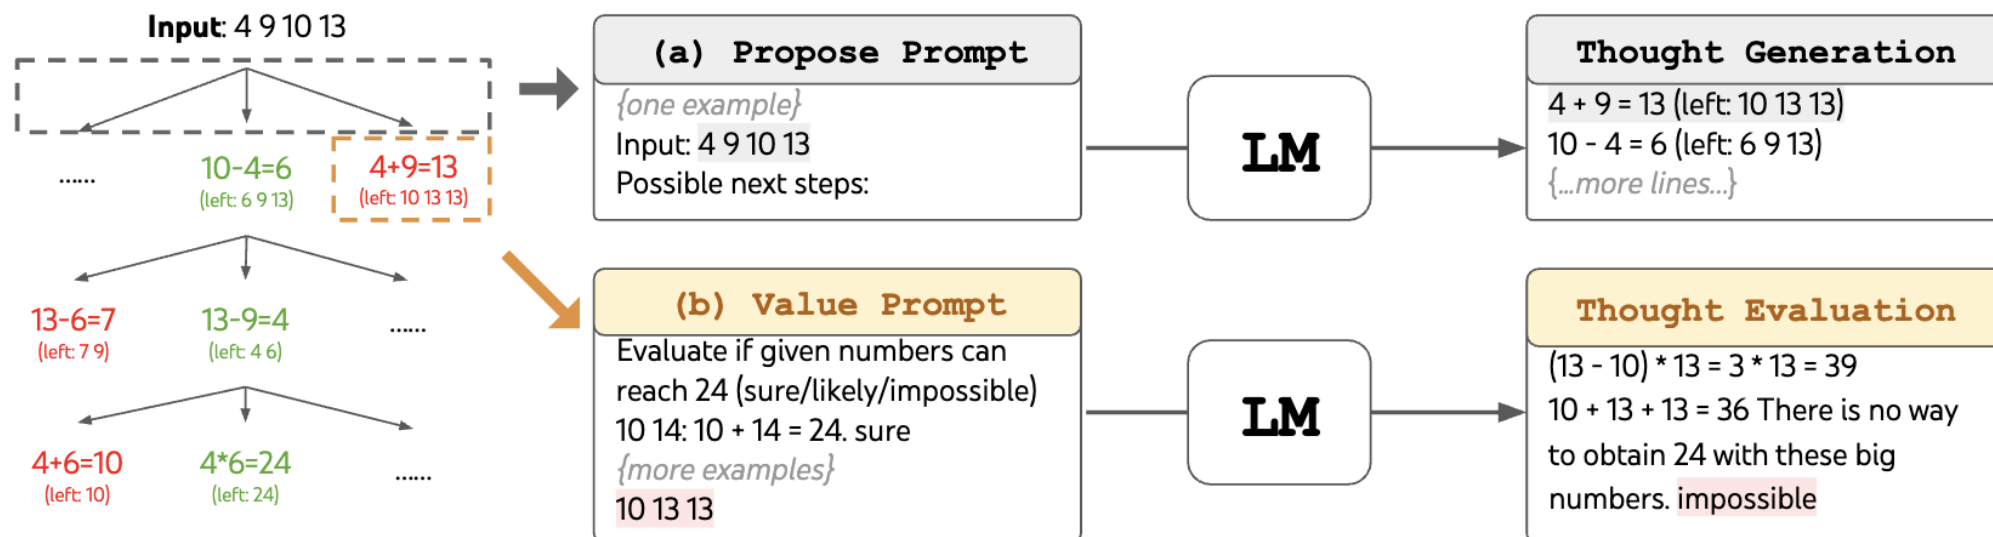 Input: 4 9 10 13
......
10-4=6
(left: 6 9 13)
4+9=13
(left: 10 13 13)
13-6=7
(left: 7 9)
13-9=4
(left: 4 6)
......
4+6=10
(left: 10)
4*6=24
(left: 24)
......
(a) Propose Prompt
{one example}
Input: 4 9 10 13
Possible next steps:
LM
Thought Generation
4 + 9 = 13 (left: 10 13 13)
10 - 4 = 6 (left: 6 9 13)
{...more lines...}
(b) Value Prompt
Evaluate if given numbers can
reach 24 (sure/likely/impossible)
10 14: 10 + 14 = 24. sure
{more examples}
10 13 13
LM
Thought Evaluation
(13 - 10) * 13 = 3 * 13 = 39
10 + 13 + 13 = 36 There is no way
to obtain 24 with these big
numbers. impossible